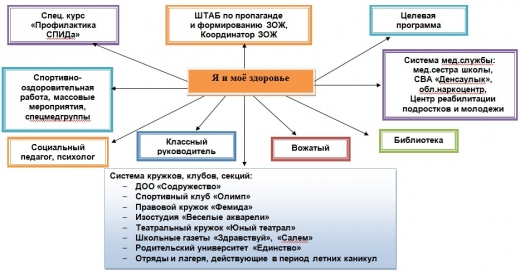 Спец. курс
«Профилактика
СПИДа»
ШТАБ по пропаганде
и формированию ЗОЖ,
Координатор ЗОЖ
Целевая
программа
Я и моё здоровье
Спортивно-
оздоровительная
работа, массовые
мероприятия,
спецмедгруппы
Система мед.службы:
мед.сестра школы,
СВА «Денсаулык»,
обл.наркоцентр,
Центр реабилитации
подростков и молодежи
Социальный
педагог, психолог
Классный
руководитель
Вожатый
Библиотека
Система кружков, клубов, секций:
– ДОО «Содружество»
– Спортивный клуб «Олимп»
– Правовой кружок «Фемида»
– Изостудия «Веселые акварели»
– Театральный кружок «Юный театрал»
– Школьные газеты «Здравствуй», «Салем»
– Родительский университет «Единство»
– Отряды и лагеря, действующие в период летних каникул